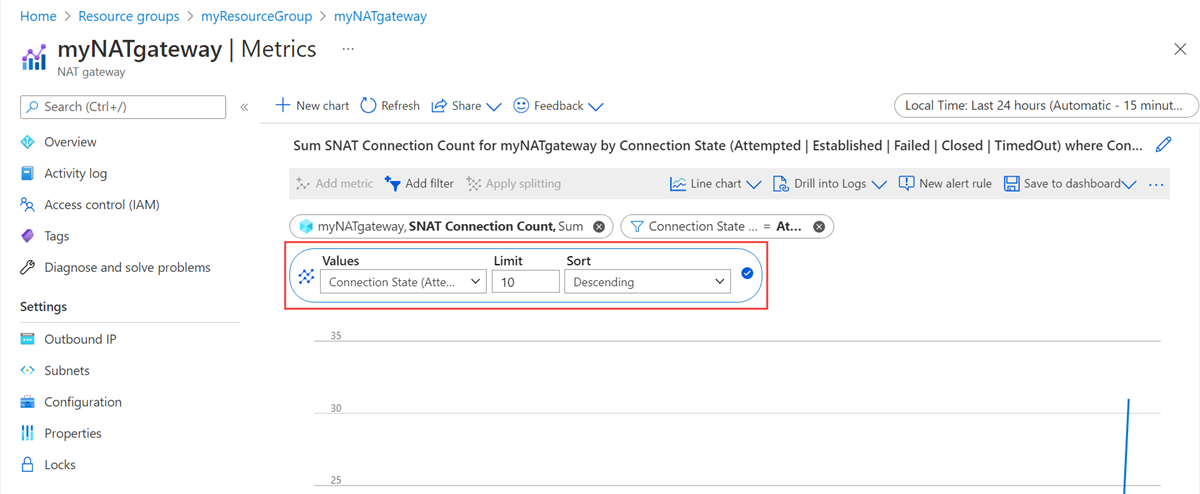 Home > Resource groups > myResourceGroup > myNATgateway
myNATgateway | Metrics ...
NAT gateway
Search (Ctrl+/) «
Overview
Activity log
Access control (IAM)
Tags
Diagnose and solve problems
Settings
Outbound IP
Subnets
Configuration
Properties
Locks
New chart Refresh Share Feedback
Local Time: Last 24 hours (Automatic - 15 minut...
Sum SNAT Connection Count for myNATgateway by Connection State (Attempted | Established | Failed | Closed | TimedOut) where Con...
Add metric Add filter Apply splitting Line chart Drill into Logs New alert rule Save to dashboard ...
myNATgateway, SNAT Connection Count, Sum
Connection State ... = At...
Values Limit Sort
Connection State (Atte... 10 Descending
35
30
25